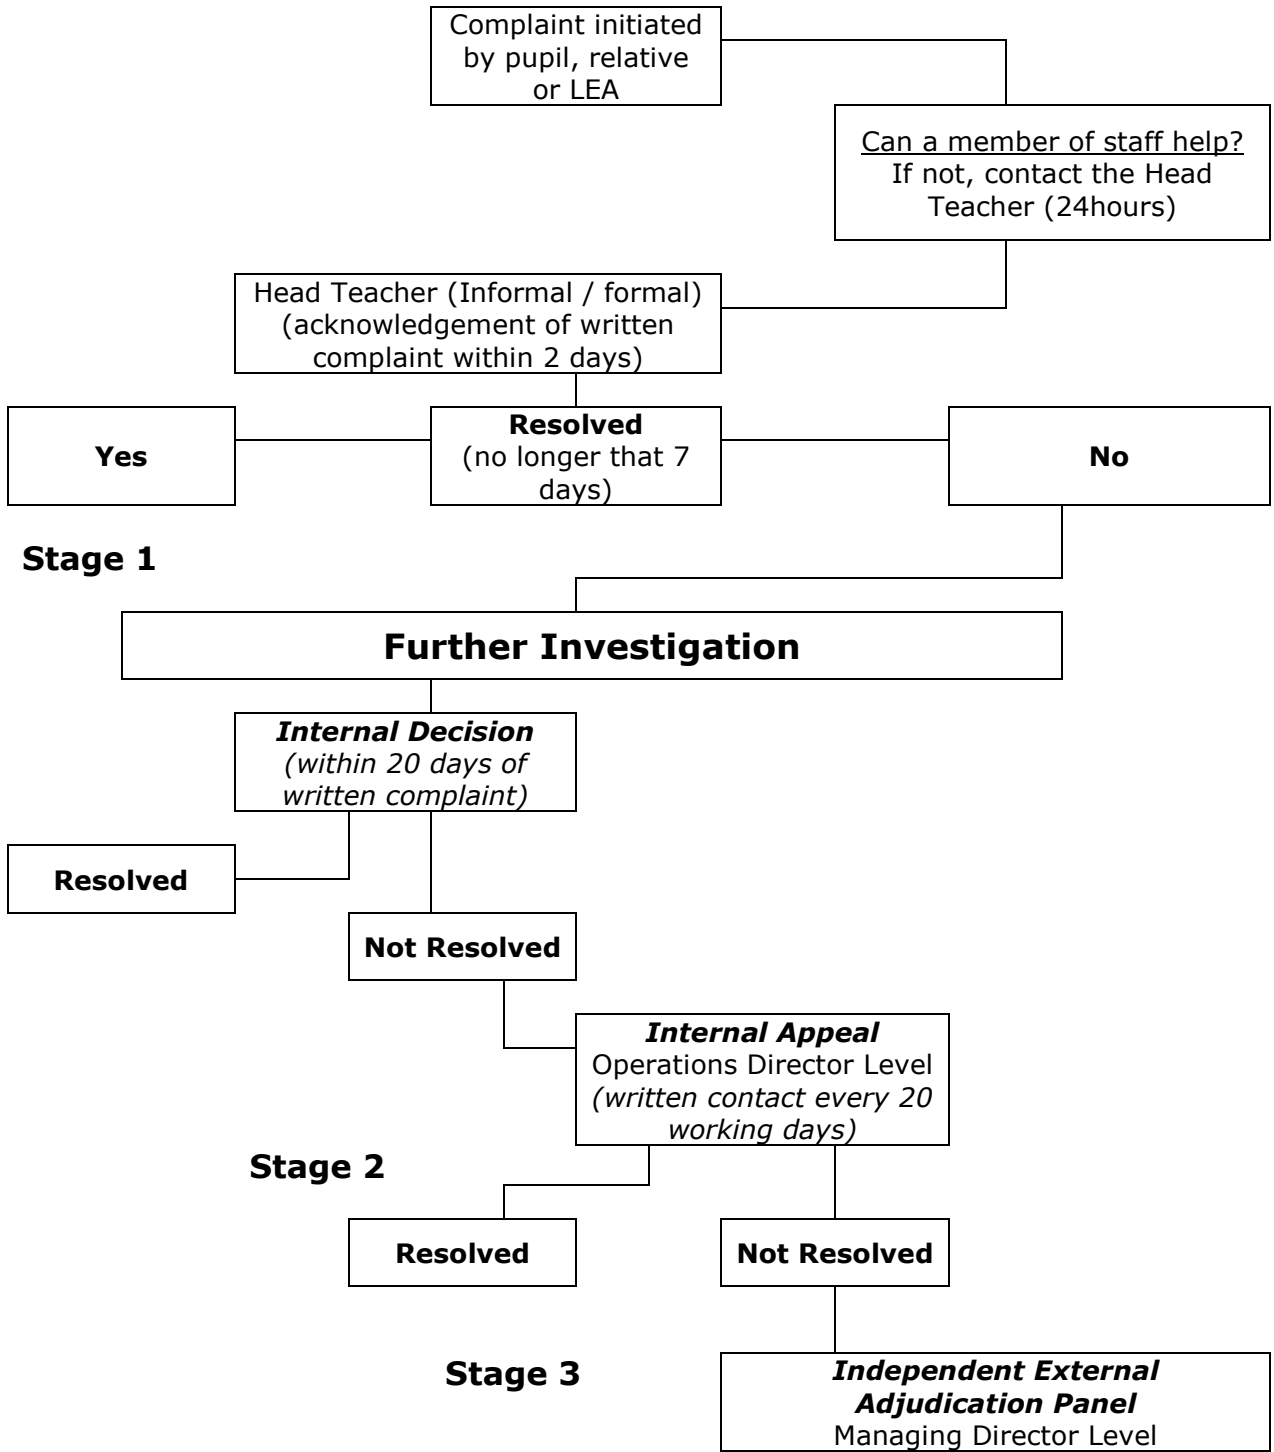 Complaint initiated
by pupil, relative
or LEA
Can a member of staff help?
If not, contact the Head
Teacher (24hours)
Head Teacher (Informal / formal)
(acknowledgement of written
complaint within 2 days)
Yes
Resolved
(no longer that 7
days)
No
Stage 1
Further Investigation
Internal Decision
(within 20 days of
written complaint)
Resolved
Not Resolved
Internal Appeal
Operations Director Level
(written contact every 20
working days)
Stage 2
Resolved
Not Resolved
Stage 3
Independent External
Adjudication Panel
Managing Director Level